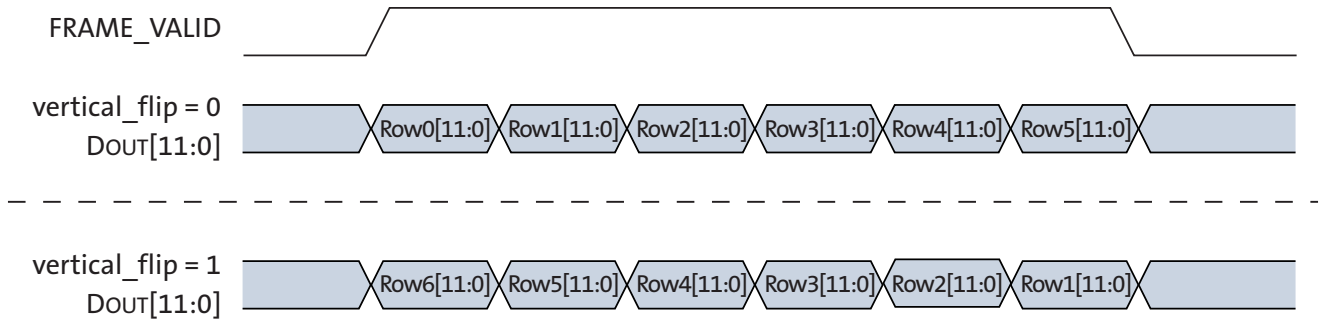 FRAME_VALID
vertical_flip = 0
DOUT[11:0]
Row0[11:0] Row1[11:0] Row2[11:0] Row3[11:0] Row4[11:0] Row5[11:0]
vertical_flip = 1
DOUT[11:0]
Row6[11:0] Row5[11:0] Row4[11:0] Row3[11:0] Row2[11:0] Row1[11:0]